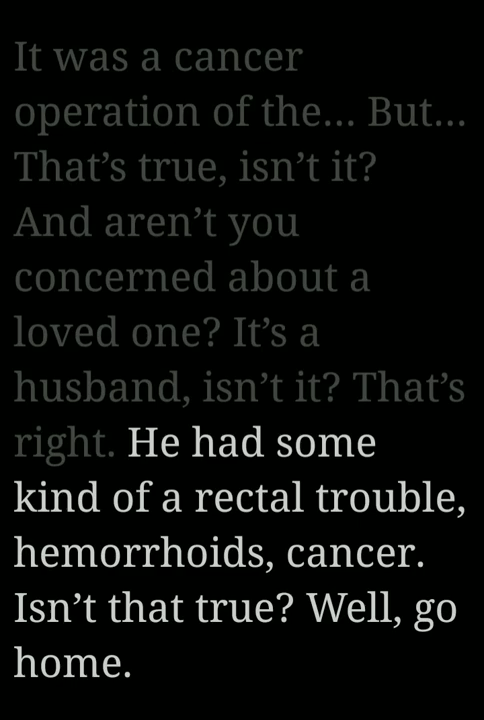 It was a cancer
operation of the... But...
That’s true, isn’t it?
And aren’t you
concerned about a
loved one? It’s a
husband, isn’t it? That’s
right. He had some
kind of a rectal trouble,
hemorrhoids, cancer.
Isn’t that true? Well, go
home.